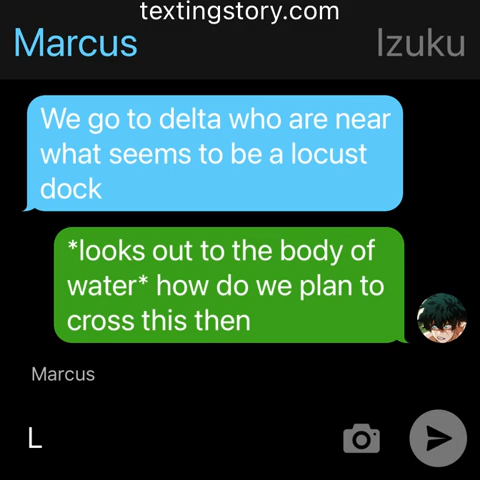 textingstory.com
Marcus Izuku
We go to delta who are near
what seems to be a locust
dock
*looks out to the body of
water* how do we plan to
cross this then
Marcus
L